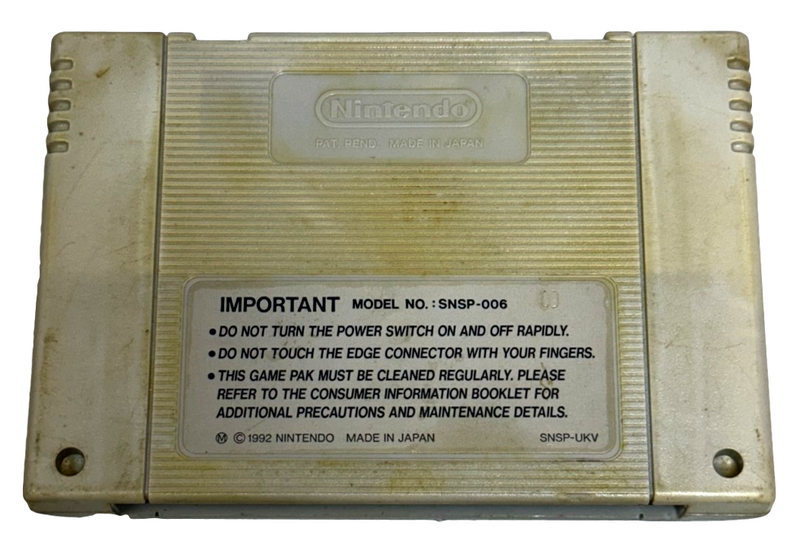 Nintendo
PAT. PEND. MADE IN JAPAN
IMPORTANT MODEL NO. : SNSP-006
● DO NOT TURN THE POWER SWITCH ON AND OFF RAPIDLY.
● DO NOT TOUCH THE EDGE CONNECTOR WITH YOUR FINGERS.
● THIS GAME PAK MUST BE CLEANED REGULARLY. PLEASE
REFER TO THE CONSUMER INFORMATION BOOKLET FOR
ADDITIONAL PRECAUTIONS AND MAINTENANCE DETAILS.
Ⓜ ©1992 NINTENDO MADE IN JAPAN SNSP-UKV